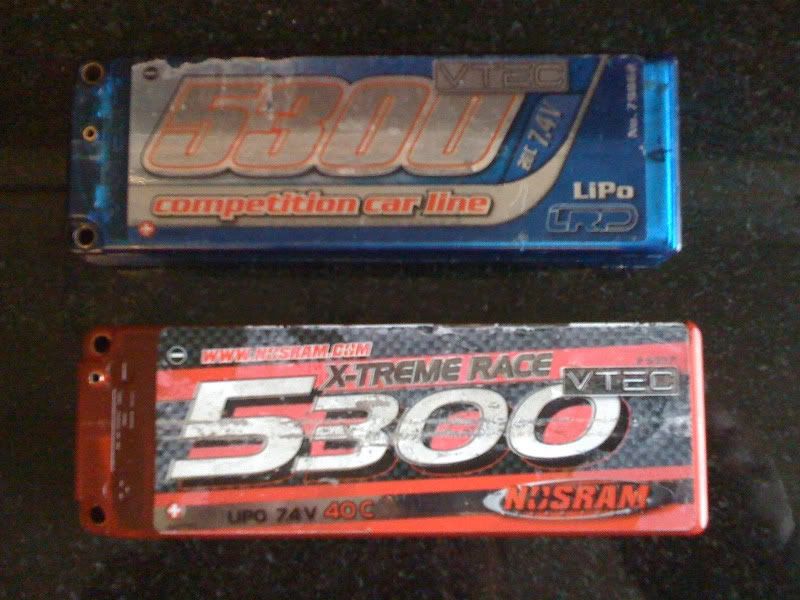 VTEC
5300
7.4V
competition car line
LiPo
LRP
WWW.NOSRAM.COM
X-TREME RACE
VTEC
5300
NOSRAM
LIPO 7.4V 40C